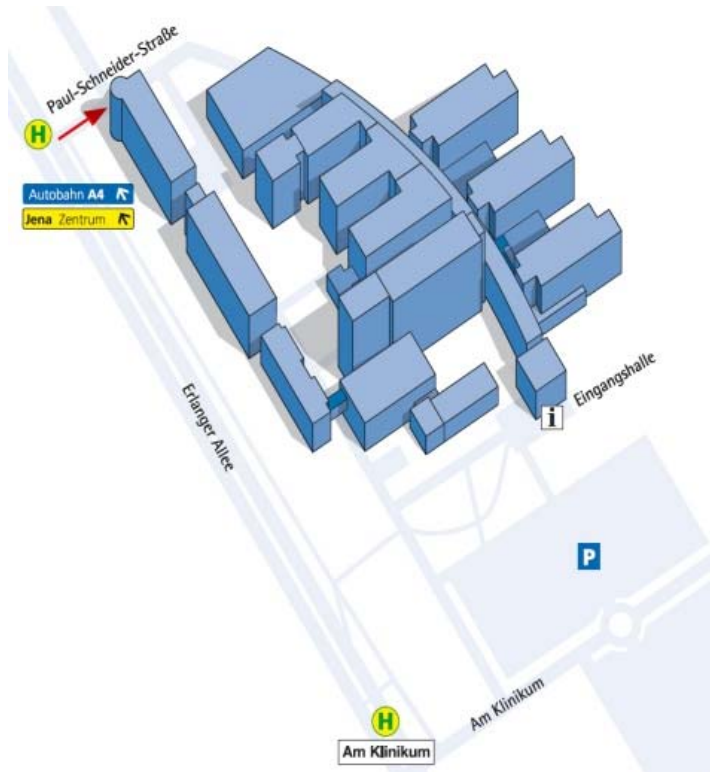 Paul-Schneider-Straße
H
Autobahn A4
Jena Zentrum
Erlanger Allee
Eingangshalle
i
P
Am Klinikum
H
Am Klinikum